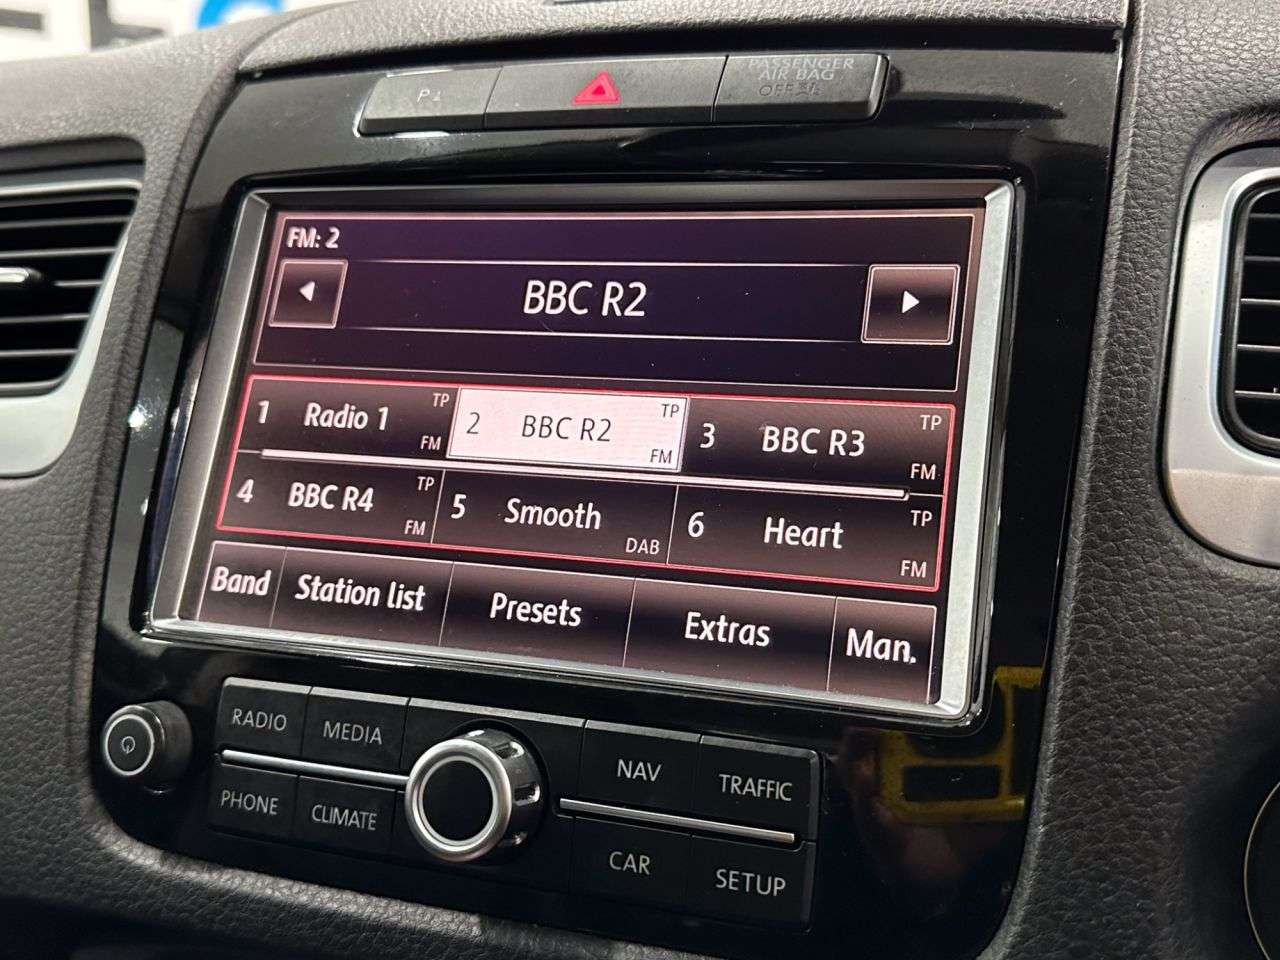 P
PASSENGER
AIR BAG
OFF
FM: 2
BBC R2
1 Radio 1 TP FM
2 BBC R2 TP FM
3 BBC R3 TP FM
4 BBC R4 TP FM
5 Smooth DAB
6 Heart TP FM
Band Station list Presets Extras Man.
RADIO MEDIA NAV TRAFFIC
PHONE CLIMATE CAR SETUP